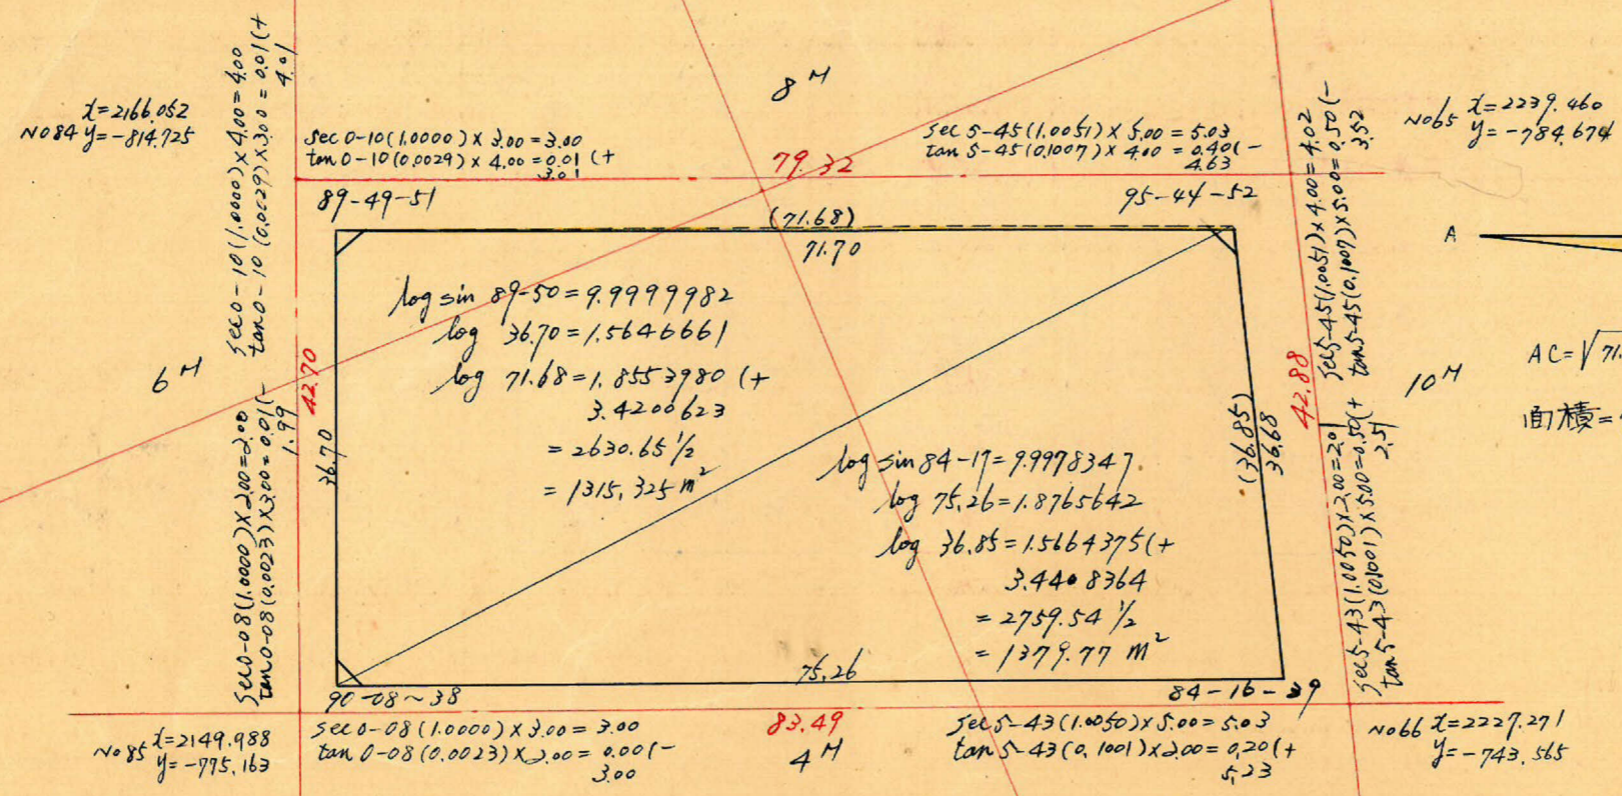 8 M
x=2166.052
No84 y=-814.725
sec 0-10(1.0000)×4.00=4.00
tan 0-10(0.0029)×3.00=0.01(+
4.01
sec 0-10(1.0000)×3.00=3.00
tan 0-10(0.0029)×4.00=0.01(+
3.01
79.32
sec 5-45(1.0051)×5.00=5.03
tan 5-45(0.1007)×4.00=0.40(-
4.63
sec 5-45(1.0051)×4.00=4.02
tan 5-45(0.1007)×5.00=0.50(-
3.52
No65 x=2239.460
y=-784.674
89-49-51
95-44-52
(71.68)
71.70
A
log sin 89-50=9.9999982
log 36.70=1.5646661
log 71.68=1.8553980(+
3.4200623
=2630.65 1/2
=1315,325 m²
6 M
42.70
36.70
log sin 84-17=9.9978347
log 75.26=1.8765642
log 36.85=1.5664375(+
3.4408364
=2759.54 1/2
=1379.77 m²
(36.85)
36.68
42.88
10 M
AC=√71.
面積=
sec 0-08(1.0000)×2.00=2.00
tan 0-08(0.0023)×3.00=0.01(-
1.99
sec 5-43(1.0050)×2.00=2.01
tan 5-43(0.1001)×5.00=0.50(+
2.51
90-08~38
75.26
84-16-39
No85 x=2149.988
y=-775.163
sec 0-08(1.0000)×3.00=3.00
tan 0-08(0.0023)×2.00=0.00(-
3.00
83.49
4 M
sec 5-43(1.0050)×5.00=5.03
tan 5-43(0.1001)×2.00=0.20(+
5.23
No66 x=2227.271
y=-743.565